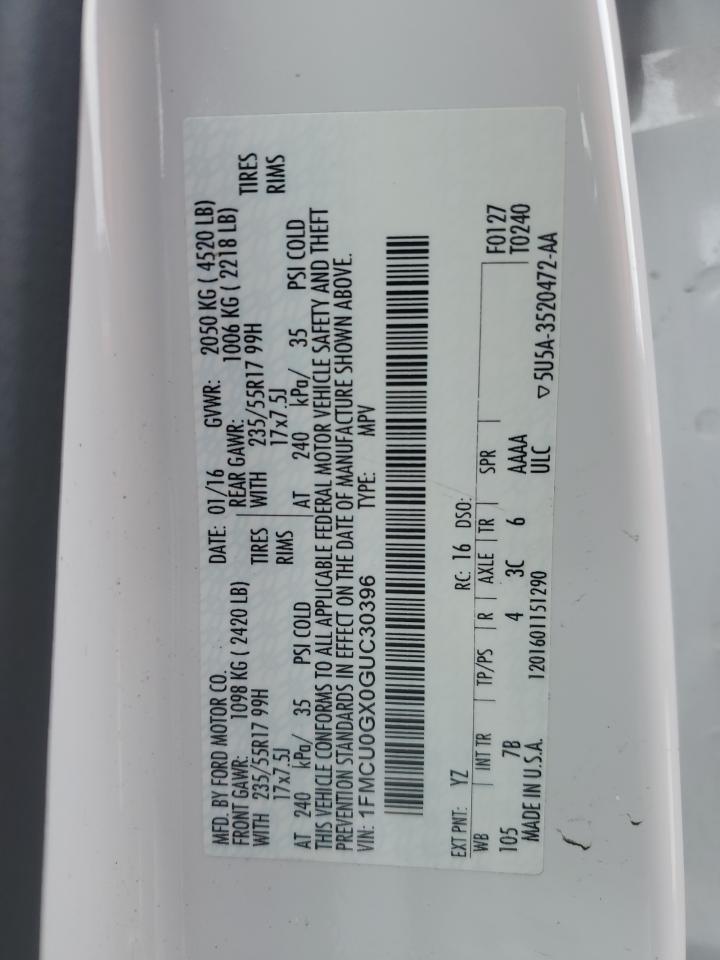 MFD. BY FORD MOTOR CO. DATE: 01/16 GVWR: 2050 KG ( 4520 LB)
FRONT GAWR: 1098 KG ( 2420 LB) REAR GAWR: 1006 KG ( 2218 LB)
WITH 235/55R17 99H TIRES WITH 235/55R17 99H TIRES
17x7.5J RIMS 17x7.5J RIMS
AT 240 kPa/ 35 PSI COLD AT 240 kPa/ 35 PSI COLD
THIS VEHICLE CONFORMS TO ALL APPLICABLE FEDERAL MOTOR VEHICLE SAFETY AND THEFT
PREVENTION STANDARDS IN EFFECT ON THE DATE OF MANUFACTURE SHOWN ABOVE.
VIN: 1FMCU0GX0GUC30396 TYPE: MPV
EXT PNT: YZ RC: 16 DSO:
WB INT TR TP/PS R AXLE TR SPR F0127
105 7B 4 3C 6 AAAA T0240
MADE IN U.S.A. 1201601151290 ULC ▽5U5A-3520472-AA